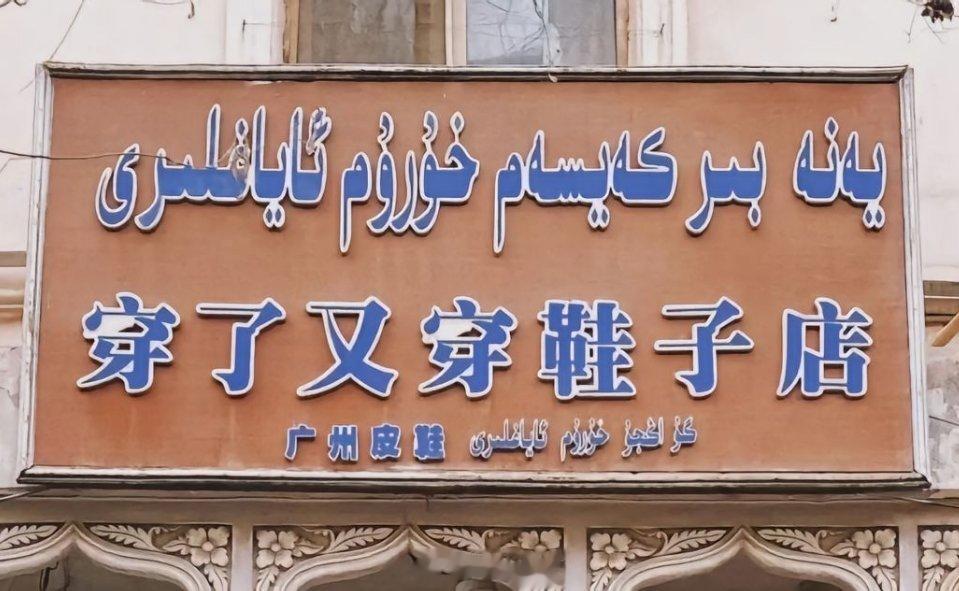 يەنە بىر كەيسەم خۇرۇم ئاياغلىرى
穿了又穿鞋子店
广州皮鞋 گۇاڭجۇ خۇرۇم ئاياغلىرى